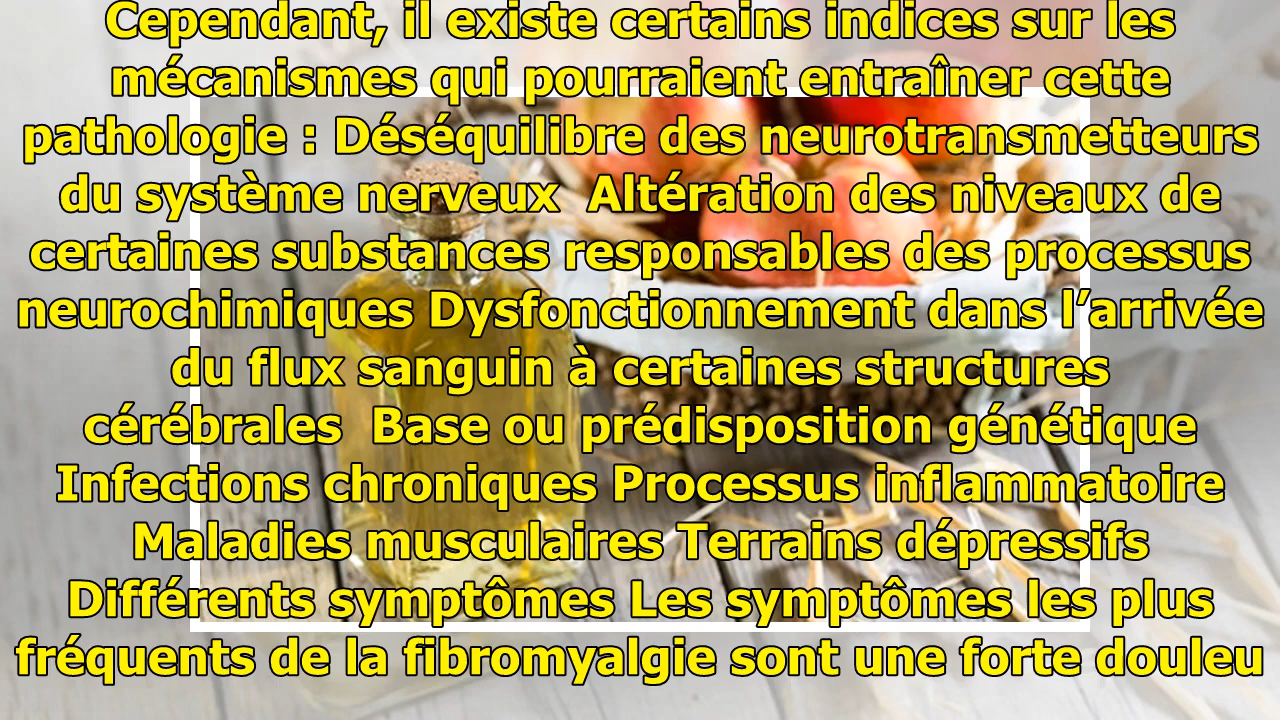 Cependant, il existe certains indices sur les
mécanismes qui pourraient entraîner cette
pathologie : Déséquilibre des neurotransmetteurs
du système nerveux  Altération des niveaux de
certaines substances responsables des processus
neurochimiques Dysfonctionnement dans l’arrivée
du flux sanguin à certaines structures
cérébrales  Base ou prédisposition génétique
Infections chroniques Processus inflammatoire
Maladies musculaires Terrains dépressifs
Différents symptômes Les symptômes les plus
fréquents de la fibromyalgie sont une forte douleu